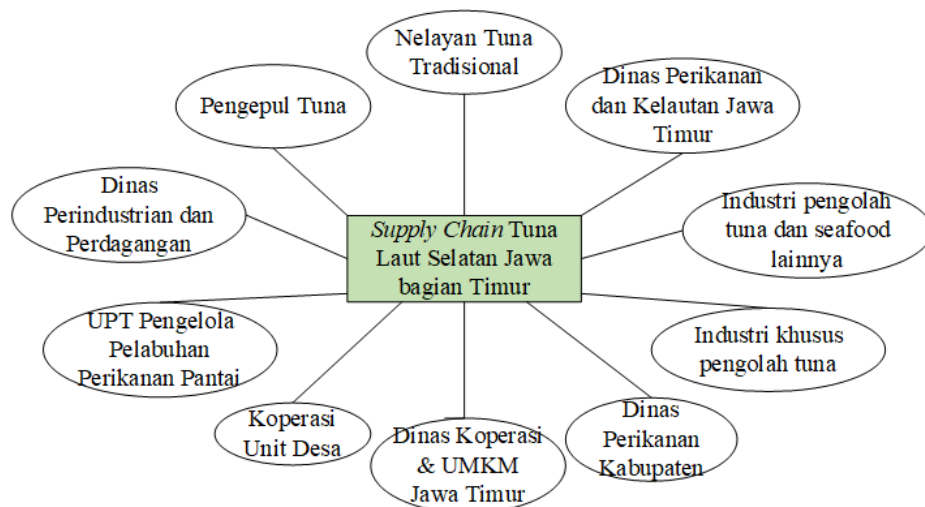 Nelayan Tuna
Tradisional
Dinas Perikanan
dan Kelautan Jawa
Timur
Pengepul Tuna
Dinas
Perindustrian dan
Perdagangan
Supply Chain Tuna
Laut Selatan Jawa
bagian Timur
Industri pengolah
tuna dan seafood
lainnya
UPT Pengelola
Pelabuhan
Perikanan Pantai
Industri khusus
pengolah tuna
Koperasi
Unit Desa
Dinas Koperasi
& UMKM
Jawa Timur
Dinas
Perikanan
Kabupaten